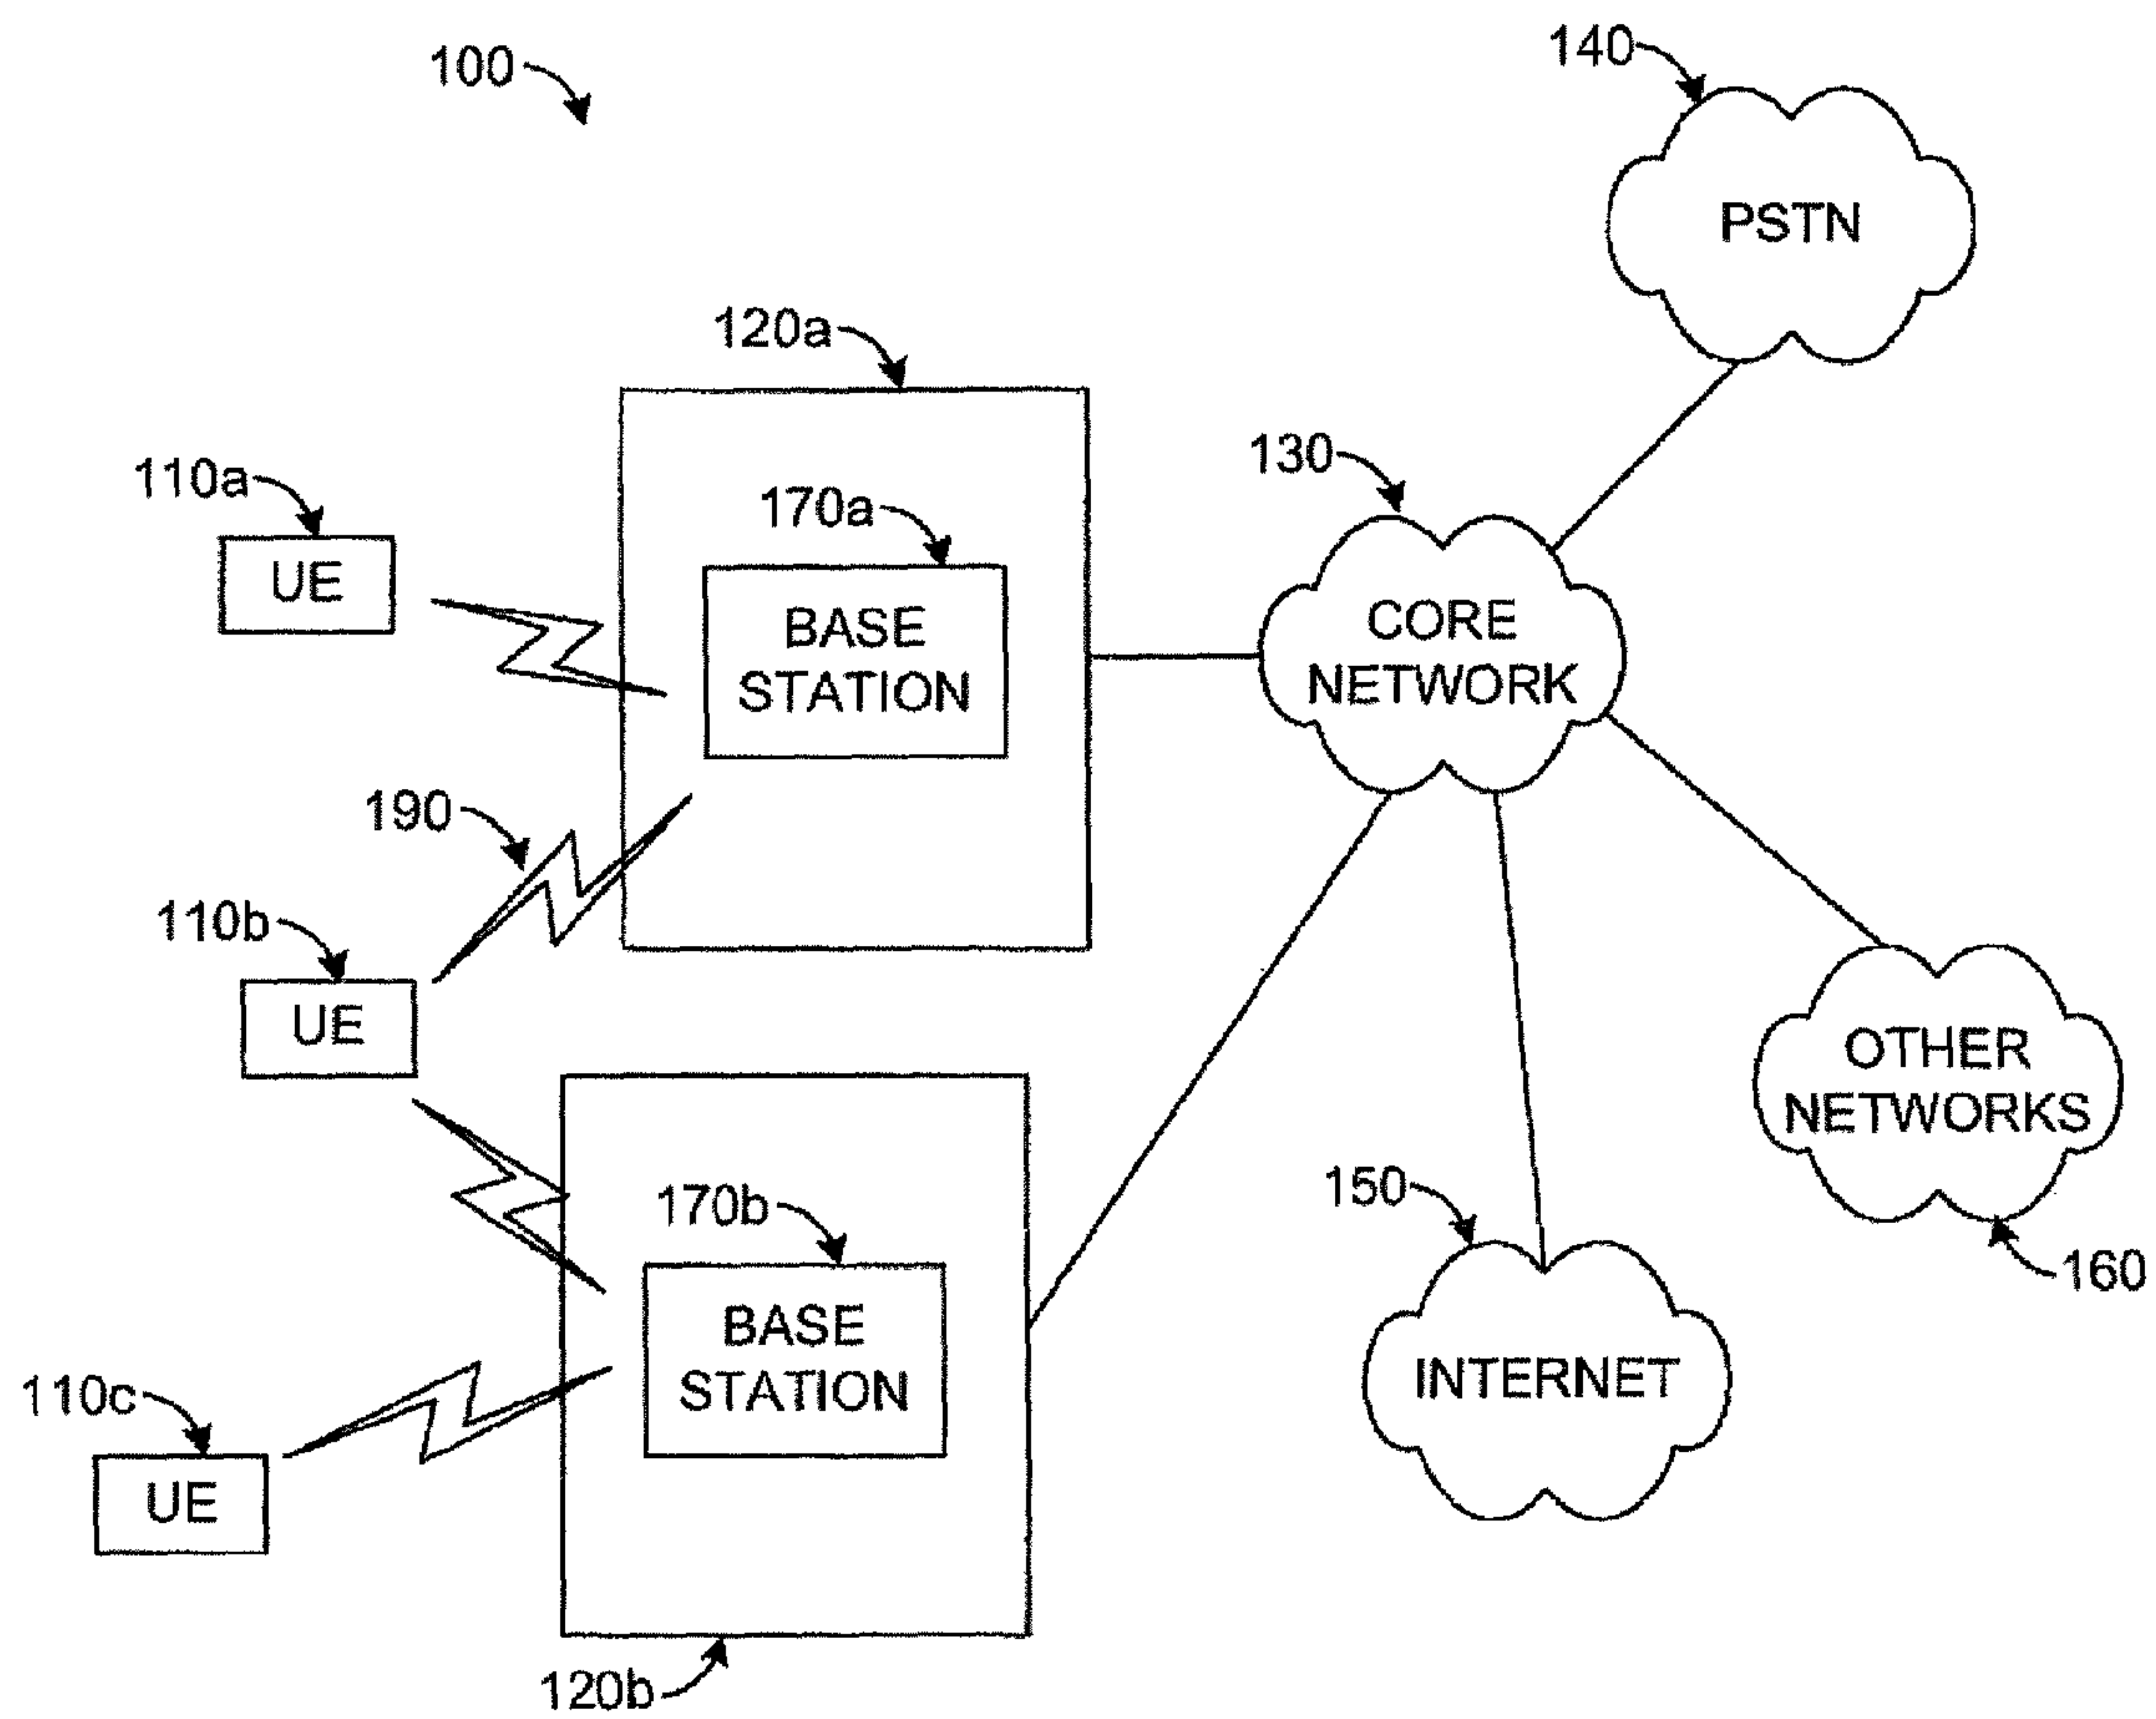 100
140
PSTN
120a
130
110a
170a
UE
BASE
STATION
CORE
NETWORK
190
110b
UE
OTHER
NETWORKS
150
170b
160
BASE
STATION
INTERNET
110c
UE
120b